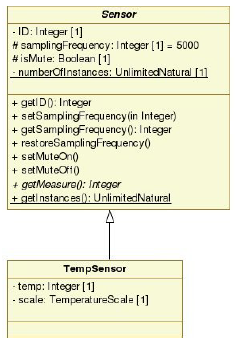 Sensor
- ID: Integer [1]
# samplingFrequency: Integer [1] = 5000
# isMute: Boolean [1]
- numberOfInstances: UnlimitedNatural [1]
+ getID(): Integer
+ setSamplingFrequency(in Integer)
+ getSamplingFrequency(): Integer
+ restoreSamplingFrequency()
+ setMuteOn()
+ setMuteOff()
+ getMeasure(): Integer
+ getInstances(): UnlimitedNatural
TempSensor
- temp: Integer [1]
- scale: TemperatureScale [1]